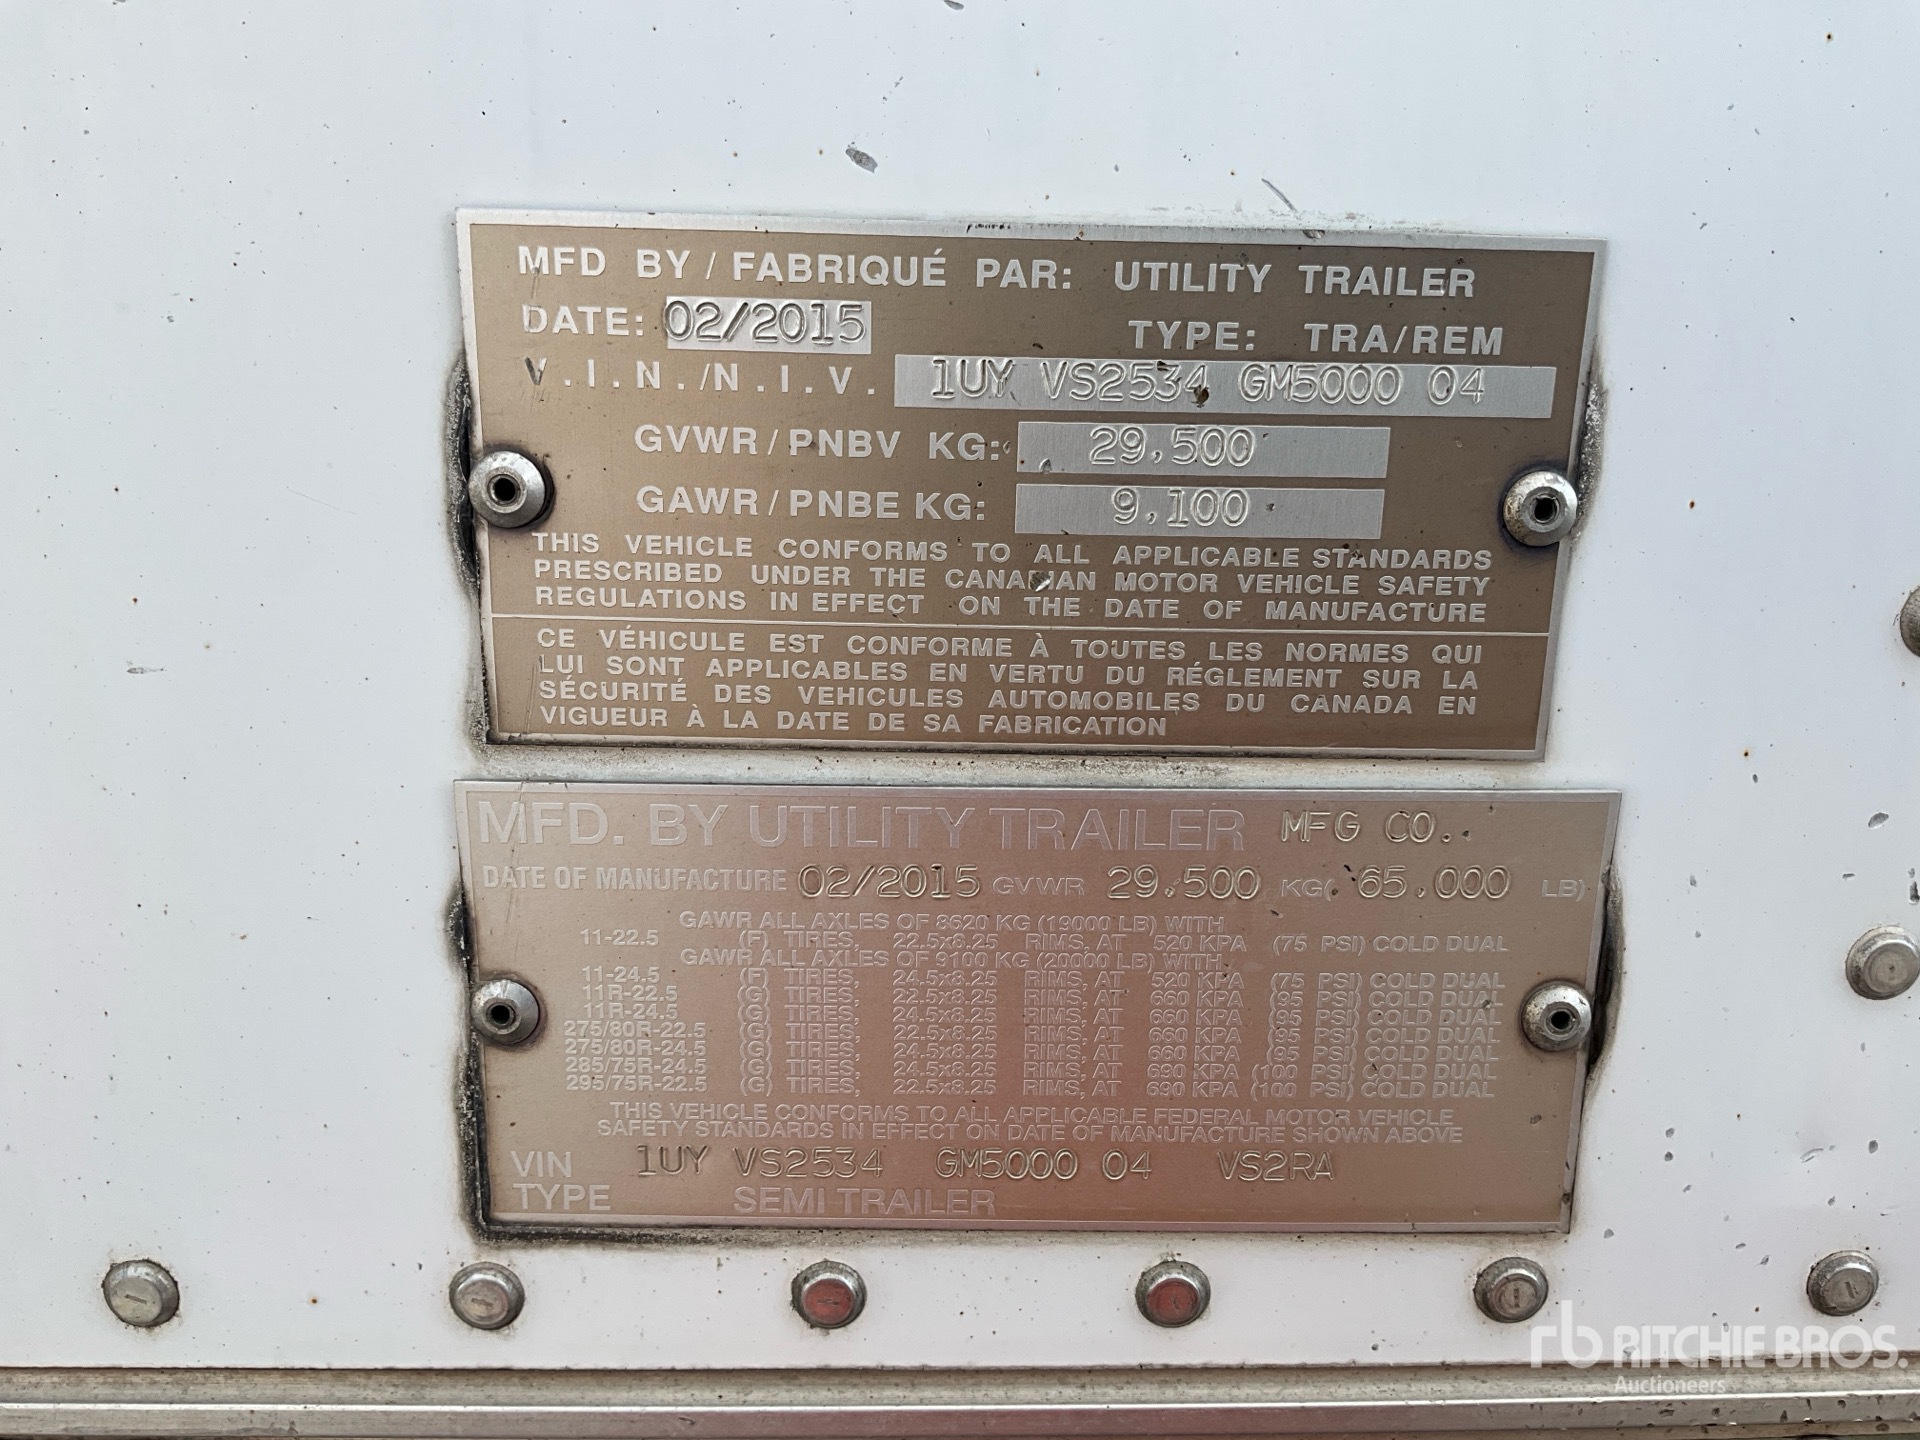 MFD BY / FABRIQUÉ PAR: UTILITY TRAILER
DATE: 02/2015 TYPE: TRA/REM
V.I.N./N.I.V. 1UY VS2534 GM5000 04
GVWR/PNBV KG: 29,500
GAWR/PNBE KG: 9,100
THIS VEHICLE CONFORMS TO ALL APPLICABLE STANDARDS
PRESCRIBED UNDER THE CANADIAN MOTOR VEHICLE SAFETY
REGULATIONS IN EFFECT ON THE DATE OF MANUFACTURE
CE VÉHICULE EST CONFORME À TOUTES LES NORMES QUI
LUI SONT APPLICABLES EN VERTU DU RÉGLEMENT SUR LA
SÉCURITÉ DES VEHICULES AUTOMOBILES DU CANADA EN
VIGUEUR À LA DATE DE SA FABRICATION
MFD. BY UTILITY TRAILER MFG CO.
DATE OF MANUFACTURE 02/2015 GVWR 29,500 KG( 65,000 LB)
GAWR ALL AXLES OF 8620 KG (19000 LB) WITH
11-22.5 (F) TIRES, 22.5x8.25 RIMS, AT 520 KPA (75 PSI) COLD DUAL
GAWR ALL AXLES OF 9100 KG (20000 LB) WITH
11-24.5 (F) TIRES, 24.5x8.25 RIMS, AT 520 KPA (75 PSI) COLD DUAL
11R-22.5 (G) TIRES, 22.5x8.25 RIMS, AT 660 KPA (95 PSI) COLD DUAL
11R-24.5 (G) TIRES, 24.5x8.25 RIMS, AT 660 KPA (95 PSI) COLD DUAL
275/80R-22.5 (G) TIRES, 22.5x8.25 RIMS, AT 660 KPA (95 PSI) COLD DUAL
275/80R-24.5 (G) TIRES, 24.5x8.25 RIMS, AT 660 KPA (95 PSI) COLD DUAL
285/75R-24.5 (G) TIRES, 24.5x8.25 RIMS, AT 690 KPA (100 PSI) COLD DUAL
295/75R-22.5 (G) TIRES, 22.5x8.25 RIMS, AT 690 KPA (100 PSI) COLD DUAL
THIS VEHICLE CONFORMS TO ALL APPLICABLE FEDERAL MOTOR VEHICLE
SAFETY STANDARDS IN EFFECT ON DATE OF MANUFACTURE SHOWN ABOVE
VIN 1UY VS2534 GM5000 04 VS2RA
TYPE SEMI TRAILER
rb RITCHIE BROS.
Auctioneers